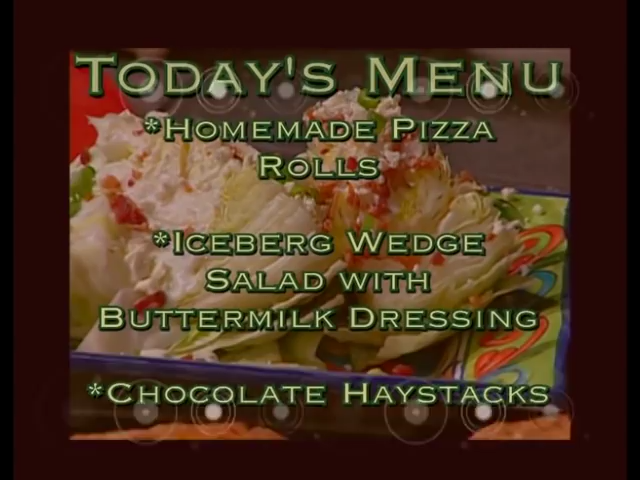 Today's Menu
*Homemade Pizza
Rolls
*Iceberg Wedge
Salad with
Buttermilk Dressing
*Chocolate Haystacks